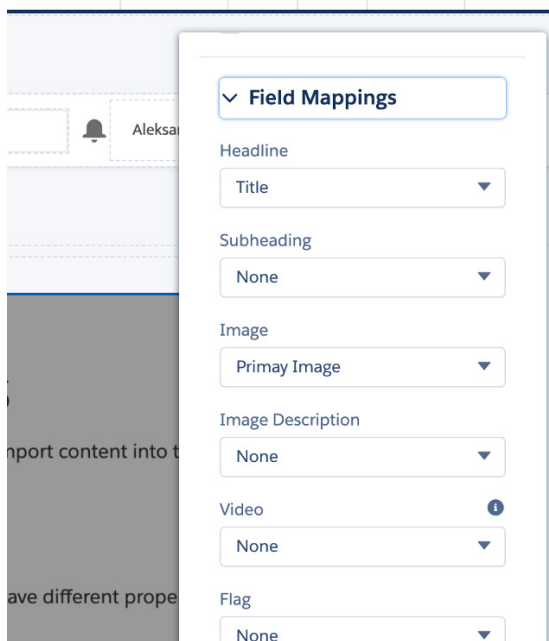 Field Mappings
Headline
Title
Subheading
None
Image
Primay Image
Image Description
None
Video
None
Flag
None
Aleksa
mport content into t
ave different prope